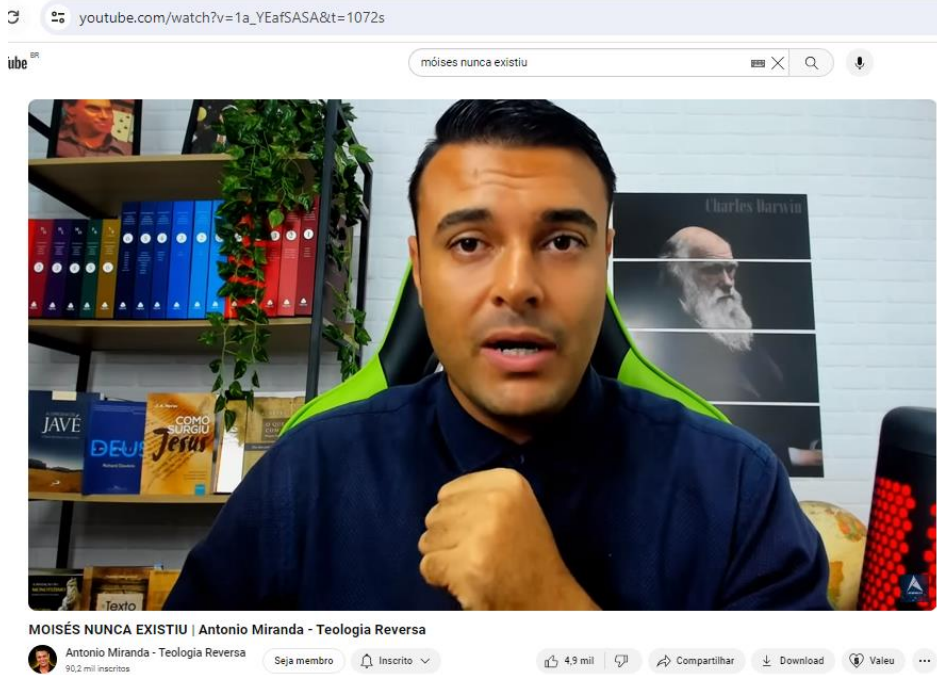 youtube.com/watch?v=1a_YEafSASA&t=1072s
ube BR
móises nunca existiu
Charles Darwin
JAVÉ
DEUS
COMO
SURGIU
Jesus
Texto
MOISÉS NUNCA EXISTIU | Antonio Miranda - Teologia Reversa
Antonio Miranda - Teologia Reversa
90,2 mil inscritos
Seja membro
Inscrito
4,9 mil
Compartilhar
Download
Valeu